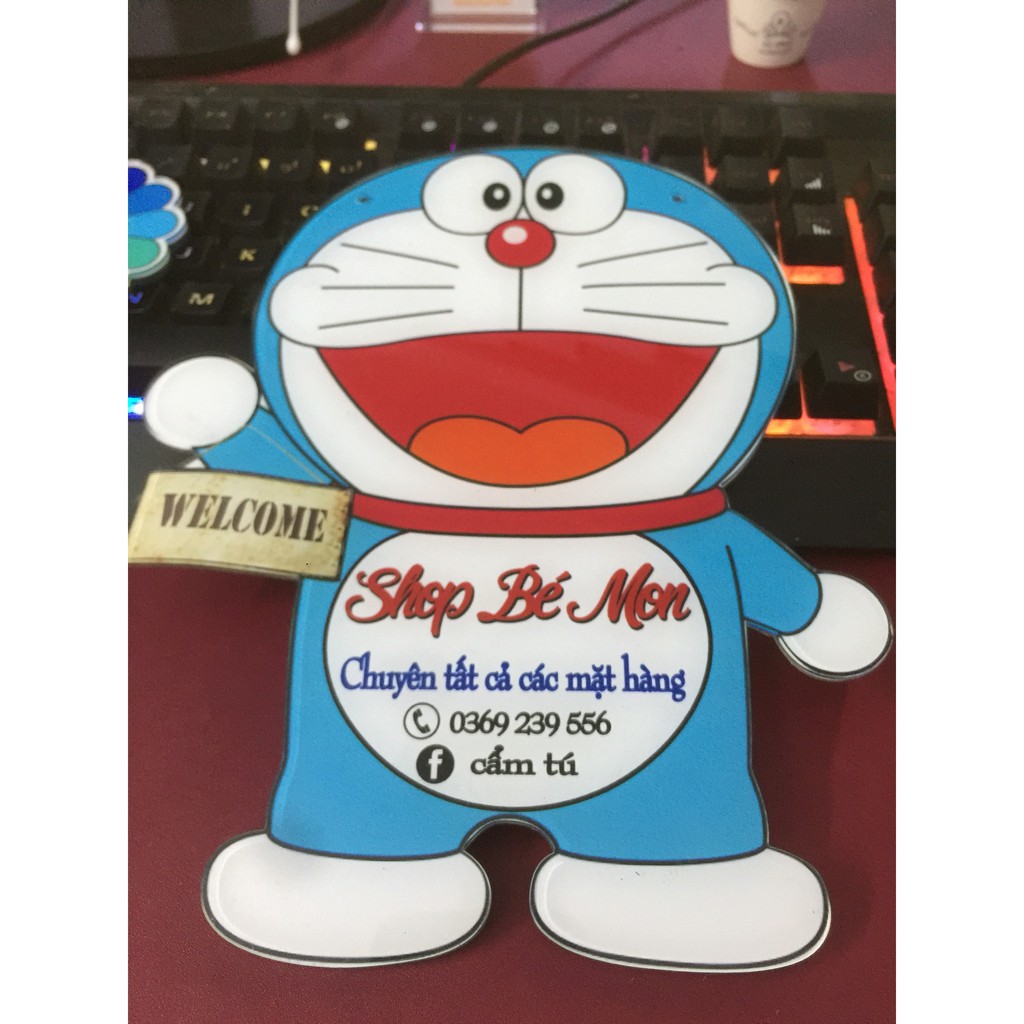 WELCOME
Shop Bé Mon
Chuyên tất cả các mặt hàng
0369 239 556
f cẩm tú
I
K
M